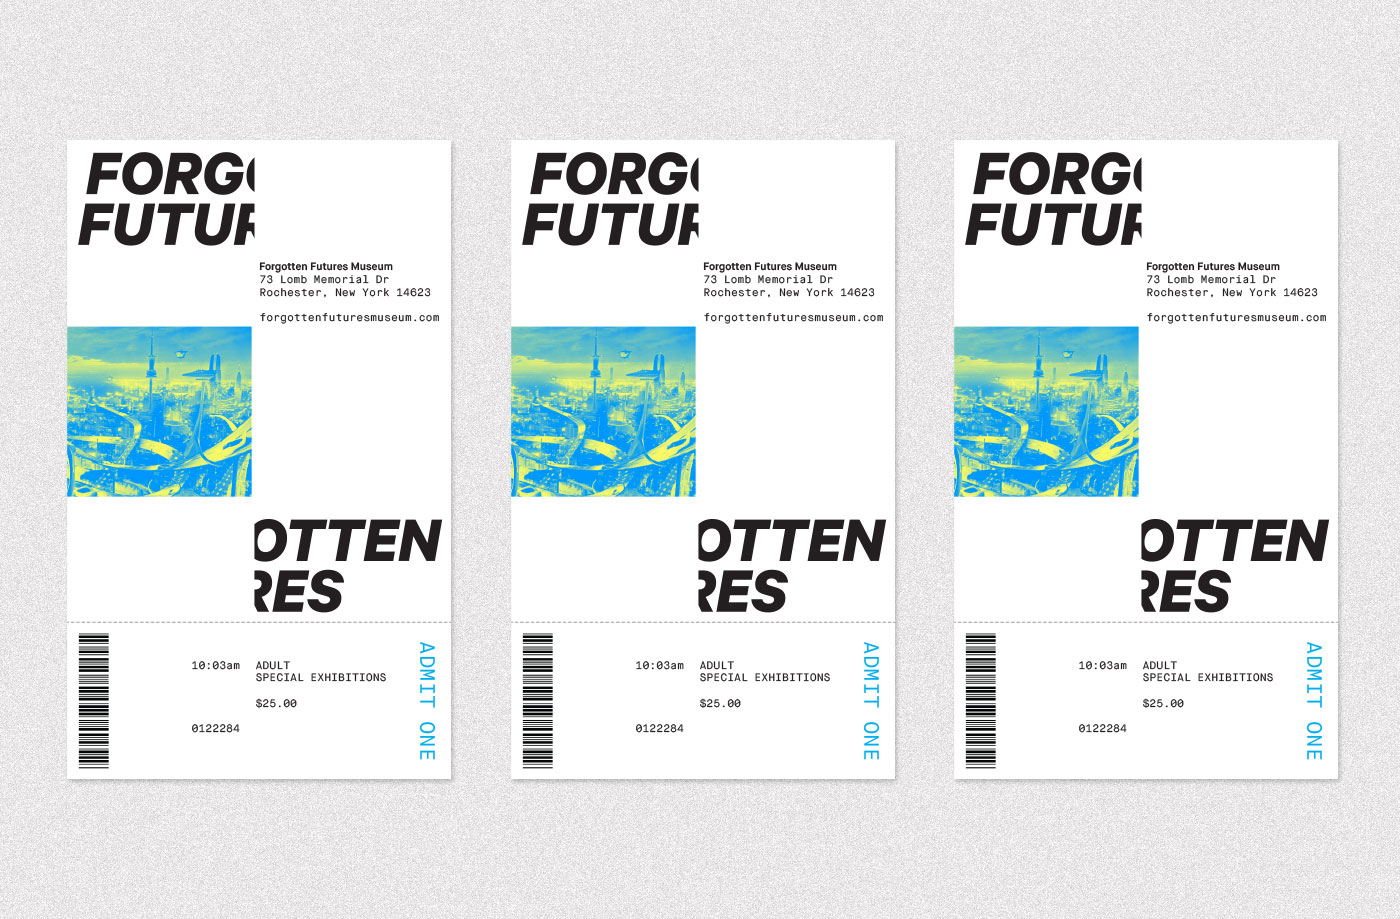 FORGO
FUTUR
Forgotten Futures Museum
73 Lomb Memorial Dr
Rochester, New York 14623
forgottenfuturesmuseum.com
OTTEN
RES
10:03am ADULT
SPECIAL EXHIBITIONS
$25.00
0122284
ADMIT ONE
FORGO
FUTUR
Forgotten Futures Museum
73 Lomb Memorial Dr
Rochester, New York 14623
forgottenfuturesmuseum.com
OTTEN
RES
10:03am ADULT
SPECIAL EXHIBITIONS
$25.00
0122284
ADMIT ONE
FORGO
FUTUR
Forgotten Futures Museum
73 Lomb Memorial Dr
Rochester, New York 14623
forgottenfuturesmuseum.com
OTTEN
RES
10:03am ADULT
SPECIAL EXHIBITIONS
$25.00
0122284
ADMIT ONE